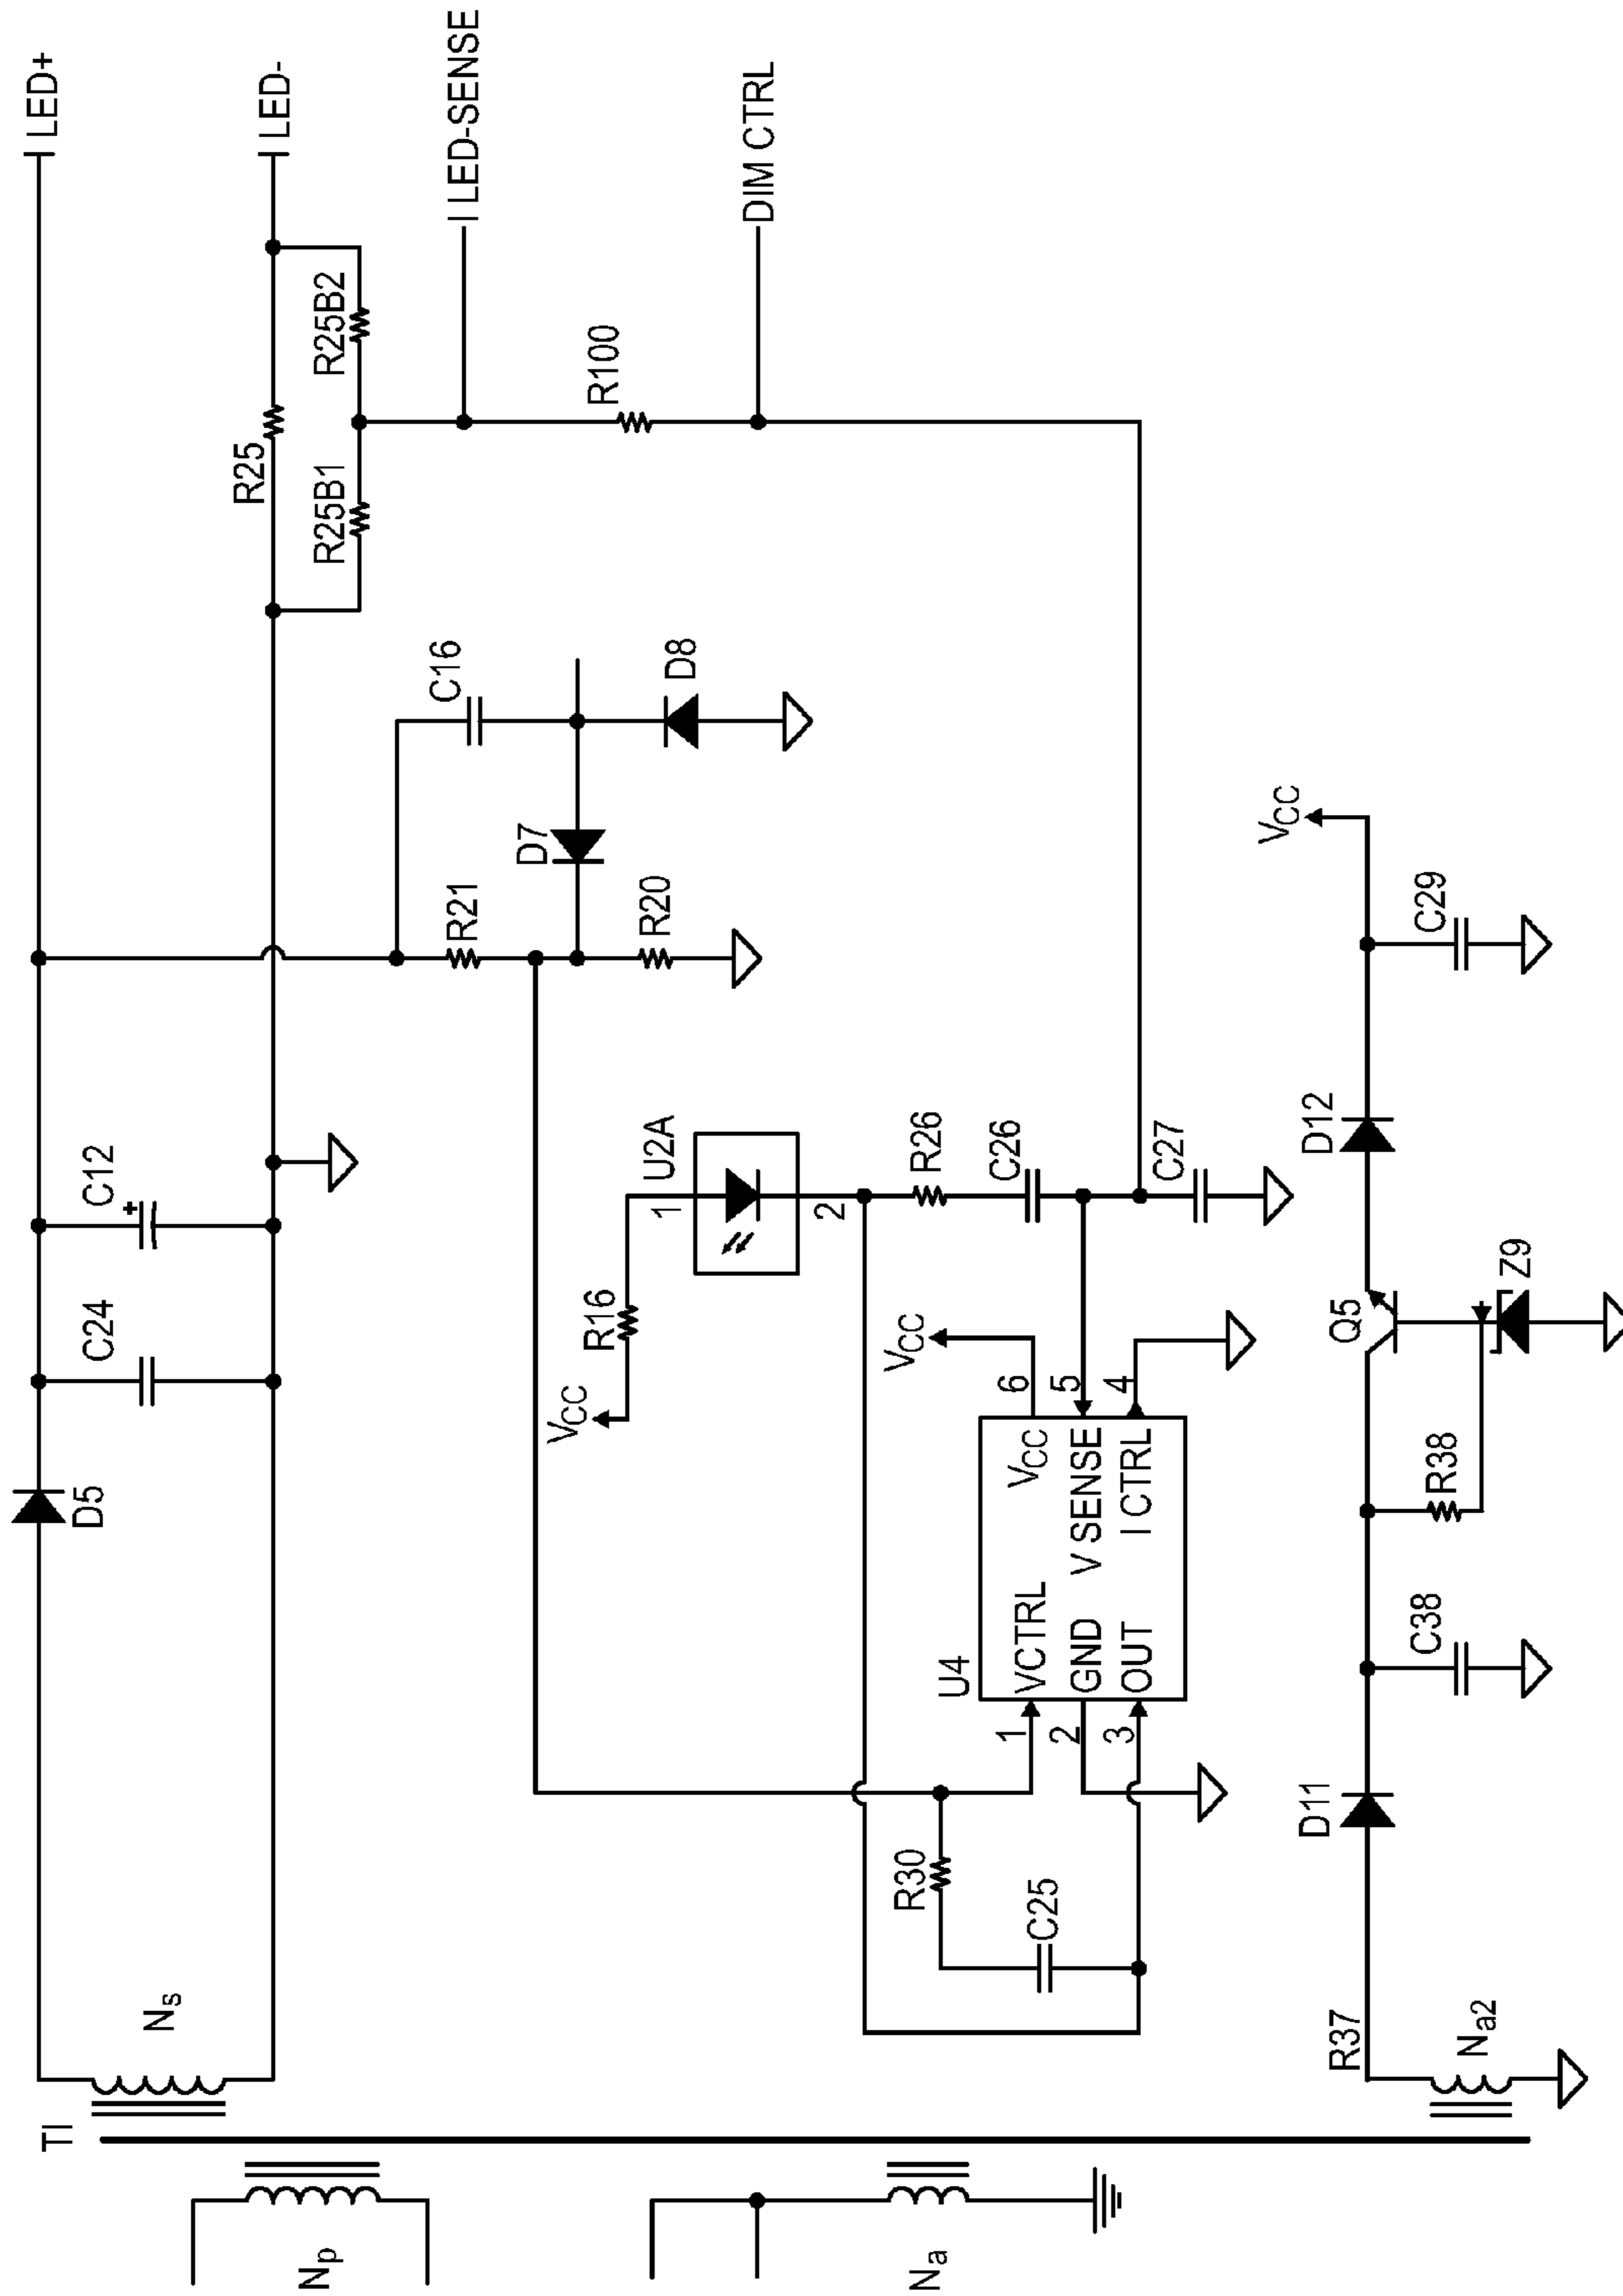 TI
Np
Ns
Na
Na2
D5
C24
C12
LED+
LED-
R25
R25B1
R25B2
I LED-SENSE
R100
DIM CTRL
C16
D8
D7
R21
R20
VCC
R16
U2A
1
2
R26
C26
C27
U4
VCTRL
GND
OUT
VCC
V SENSE
I CTRL
1
2
3
6
5
4
VCC
R30
C25
R37
D11
C38
R38
Q5
Z9
D12
C29
VCC